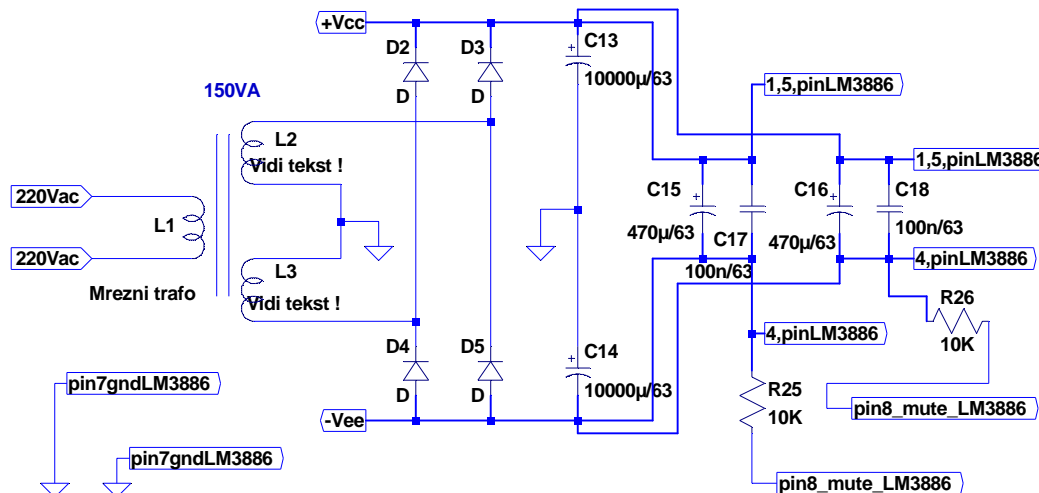 +Vcc
D2
D3
C13
D
D
10000µ/63
150VA
1,5,pinLM3886
L2
Vidi tekst !
1,5,pinLM3886
220Vac
L1
C15
C16
C18
470µ/63
C17
470µ/63
100n/63
220Vac
L3
100n/63
4,pinLM3886
Mrezni trafo
Vidi tekst !
R26
10K
4,pinLM3886
D4
D5
C14
D
D
10000µ/63
pin7gndLM3886
R25
10K
pin8_mute_LM3886
-Vee
pin7gndLM3886
pin8_mute_LM3886